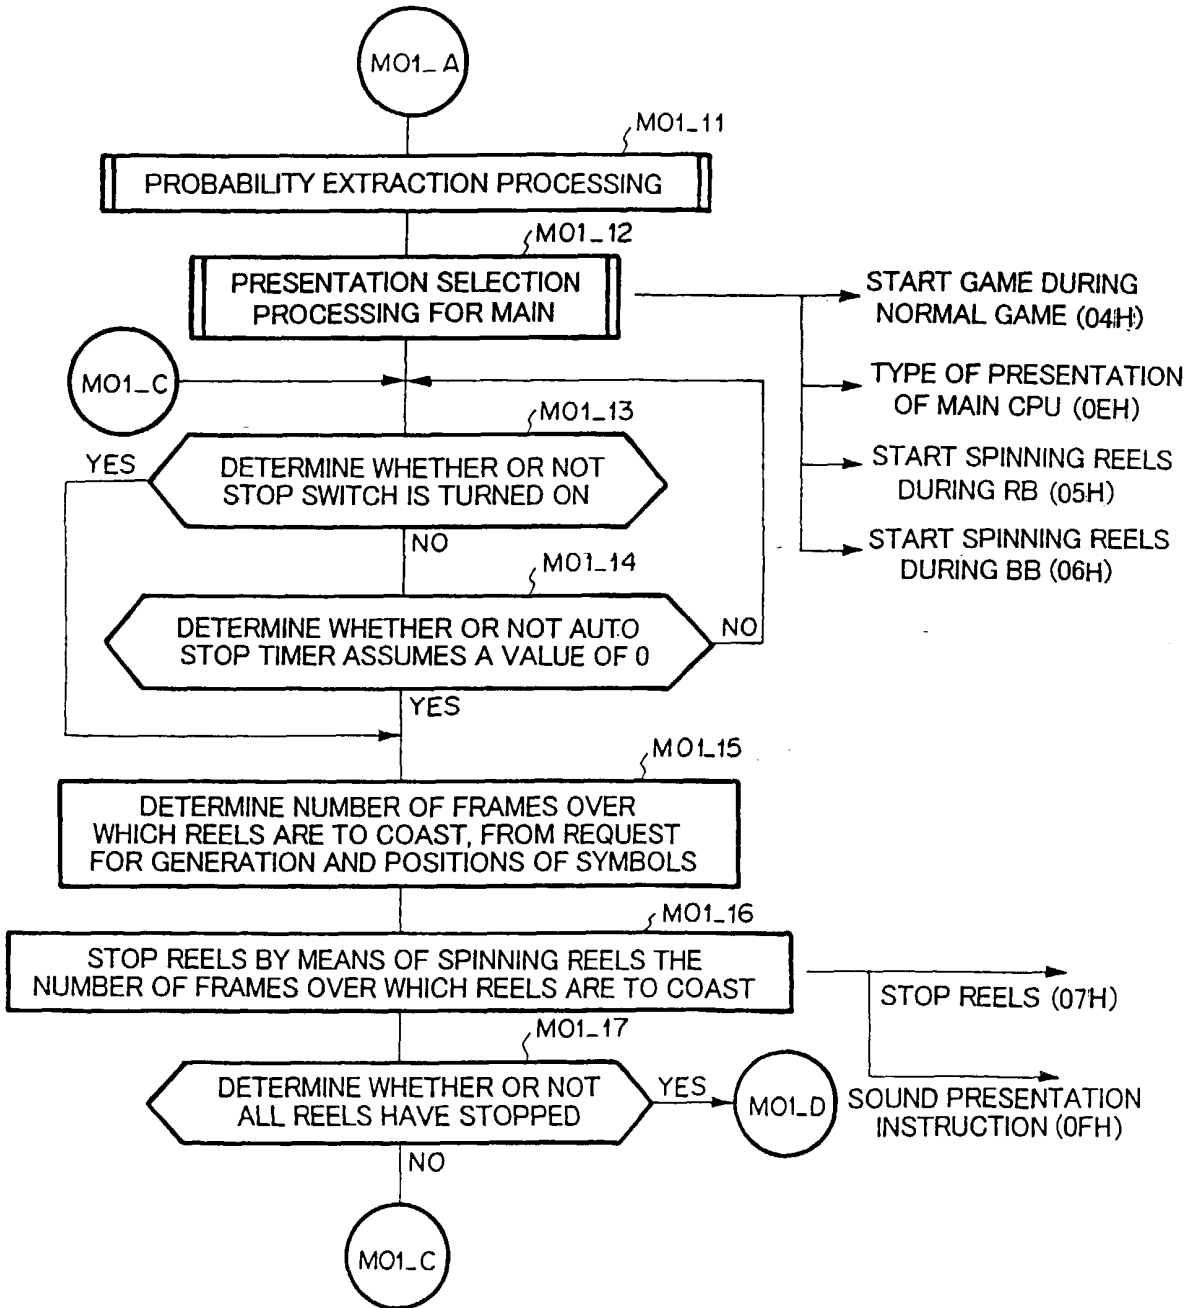 M01_A
M01_11
PROBABILITY EXTRACTION PROCESSING
M01_12
PRESENTATION SELECTION
PROCESSING FOR MAIN
START GAME DURING
NORMAL GAME (04H)
TYPE OF PRESENTATION
OF MAIN CPU (0EH)
START SPINNING REELS
DURING RB (05H)
START SPINNING REELS
DURING BB (06H)
M01_C
M01_13
YES
DETERMINE WHETHER OR NOT
STOP SWITCH IS TURNED ON
NO
M01_14
DETERMINE WHETHER OR NOT AUTO
STOP TIMER ASSUMES A VALUE OF 0
NO
YES
M01_15
DETERMINE NUMBER OF FRAMES OVER
WHICH REELS ARE TO COAST, FROM REQUEST
FOR GENERATION AND POSITIONS OF SYMBOLS
M01_16
STOP REELS BY MEANS OF SPINNING REELS THE
NUMBER OF FRAMES OVER WHICH REELS ARE TO COAST
STOP REELS (07H)
SOUND PRESENTATION
INSTRUCTION (0FH)
M01_17
DETERMINE WHETHER OR NOT
ALL REELS HAVE STOPPED
YES
M01_D
NO
M01_C